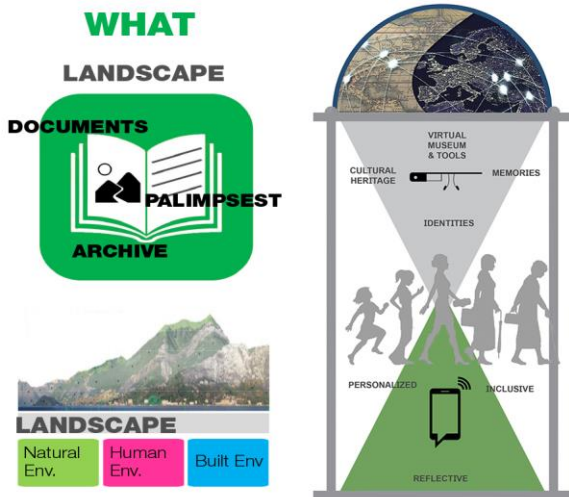 WHAT
LANDSCAPE
DOCUMENTS
PALIMPSEST
ARCHIVE
LANDSCAPE
Natural
Env.
Human
Env.
Built Env
VIRTUAL
MUSEUM
& TOOLS
CULTURAL
HERITAGE
MEMORIES
IDENTITIES
PERSONALIZED
INCLUSIVE
REFLECTIVE